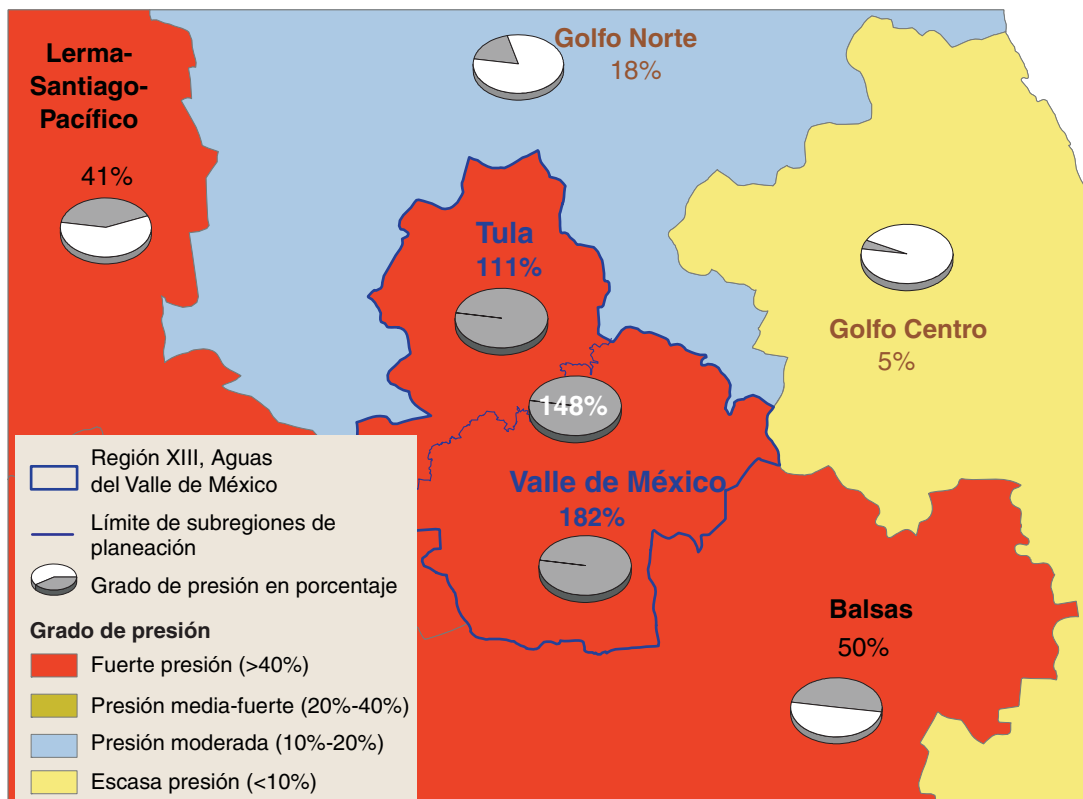 Lerma-
Santiago-
Pacífico
41%
Golfo Norte
18%
Tula
111%
Golfo Centro
5%
148%
Valle de México
182%
Balsas
50%
Región XIII, Aguas
del Valle de México
Límite de subregiones de
planeación
Grado de presión en porcentaje
Grado de presión
Fuerte presión (>40%)
Presión media-fuerte (20%-40%)
Presión moderada (10%-20%)
Escasa presión (<10%)